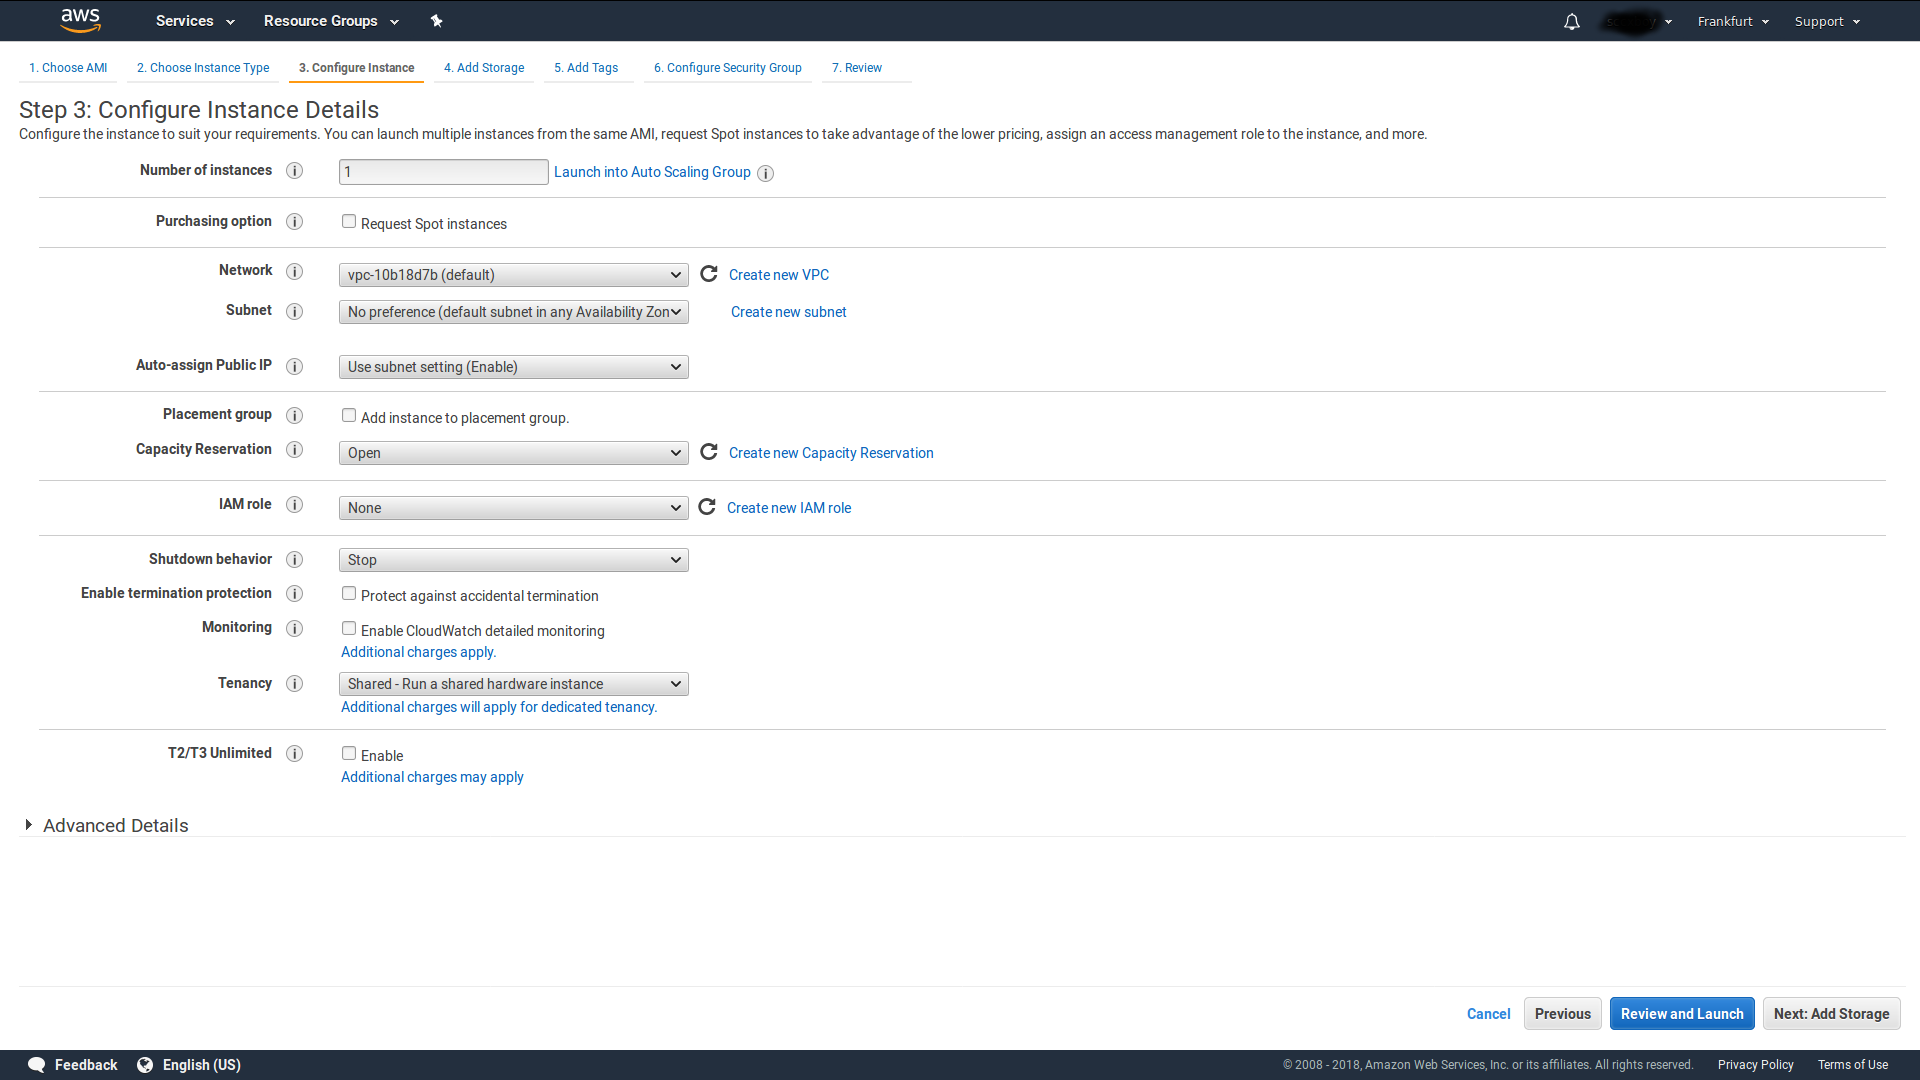 aws Services Resource Groups Frankfurt Support
1. Choose AMI 2. Choose Instance Type 3. Configure Instance 4. Add Storage 5. Add Tags 6. Configure Security Group 7. Review
Step 3: Configure Instance Details
Configure the instance to suit your requirements. You can launch multiple instances from the same AMI, request Spot instances to take advantage of the lower pricing, assign an access management role to the instance, and more.
Number of instances i 1 Launch into Auto Scaling Group i
Purchasing option i Request Spot instances
Network i vpc-10b18d7b (default) Create new VPC
Subnet i No preference (default subnet in any Availability Zon Create new subnet
Auto-assign Public IP i Use subnet setting (Enable)
Placement group i Add instance to placement group.
Capacity Reservation i Open Create new Capacity Reservation
IAM role i None Create new IAM role
Shutdown behavior i Stop
Enable termination protection i Protect against accidental termination
Monitoring i Enable CloudWatch detailed monitoring
Additional charges apply.
Tenancy i Shared - Run a shared hardware instance
Additional charges will apply for dedicated tenancy.
T2/T3 Unlimited i Enable
Additional charges may apply
Advanced Details
Cancel Previous Review and Launch Next: Add Storage
Feedback English (US) © 2008 - 2018, Amazon Web Services, Inc. or its affiliates. All rights reserved. Privacy Policy Terms of Use